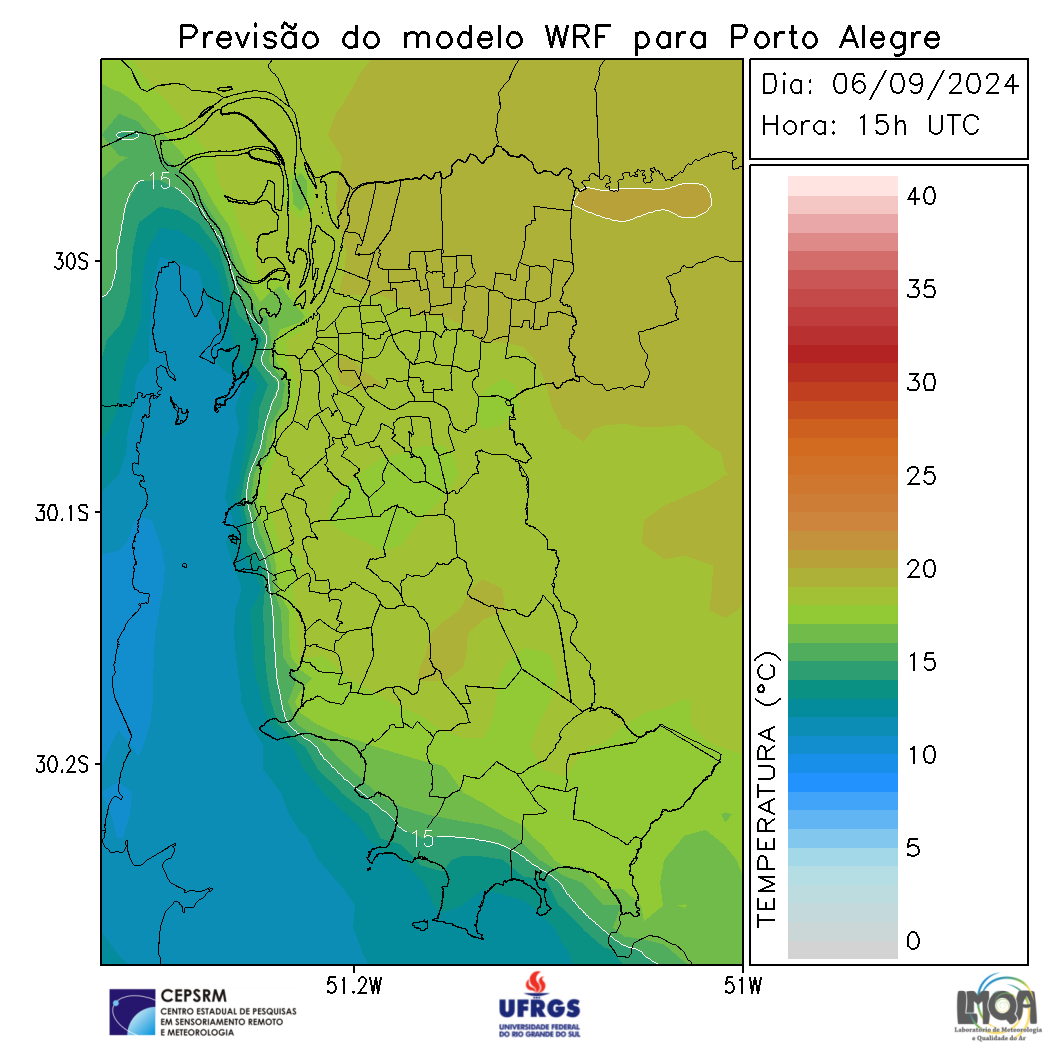 Previsão do modelo WRF para Porto Alegre
Dia: 06/09/2024
Hora: 15h UTC
15
15
30S
30.1S
30.2S
51.2W
51W
TEMPERATURA (°C)
40
35
30
25
20
15
10
5
0
CEPSRM
CENTRO ESTADUAL DE PESQUISAS
EM SENSORIAMENTO REMOTO
E METEOROLOGIA
UFRGS
UNIVERSIDADE FEDERAL
DO RIO GRANDE DO SUL
LMQA
Laboratório de Meteorologia
e Qualidade do Ar